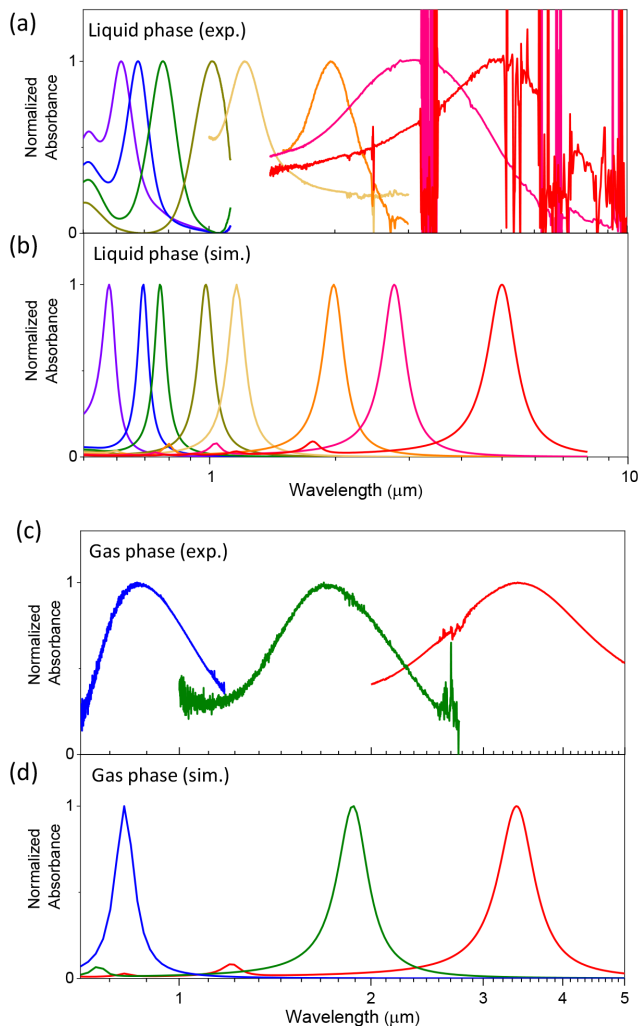 (a)
Liquid phase (exp.)
Normalized
Absorbance
1
0
(b)
Liquid phase (sim.)
Normalized
Absorbance
1
0
1
10
Wavelength (μm)
(c)
Gas phase (exp.)
Normalized
Absorbance
1
0
(d)
Gas phase (sim.)
Normalized
Absorbance
1
0
1
2
3
4
5
Wavelength (μm)